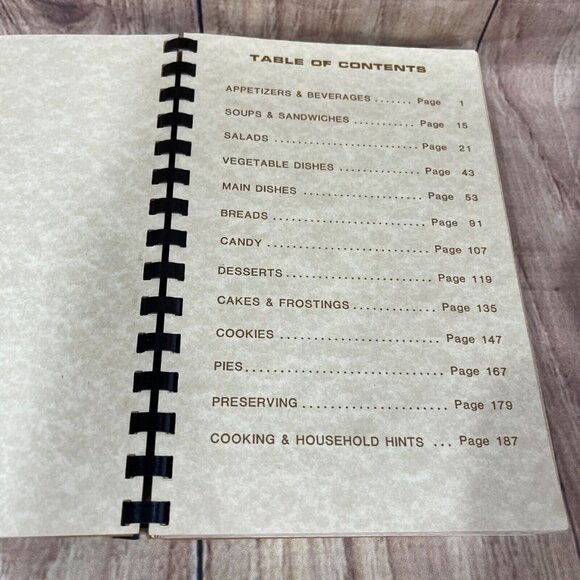 TABLE OF CONTENTS
APPETIZERS & BEVERAGES ....... Page 1
SOUPS & SANDWICHES ........... Page 15
SALADS ......................... Page 21
VEGETABLE DISHES .............. Page 43
MAIN DISHES .................... Page 53
BREADS ......................... Page 91
CANDY .......................... Page 107
DESSERTS ....................... Page 119
CAKES & FROSTINGS ............. Page 135
COOKIES ........................ Page 147
PIES ............................. Page 167
PRESERVING ..................... Page 179
COOKING & HOUSEHOLD HINTS ... Page 187